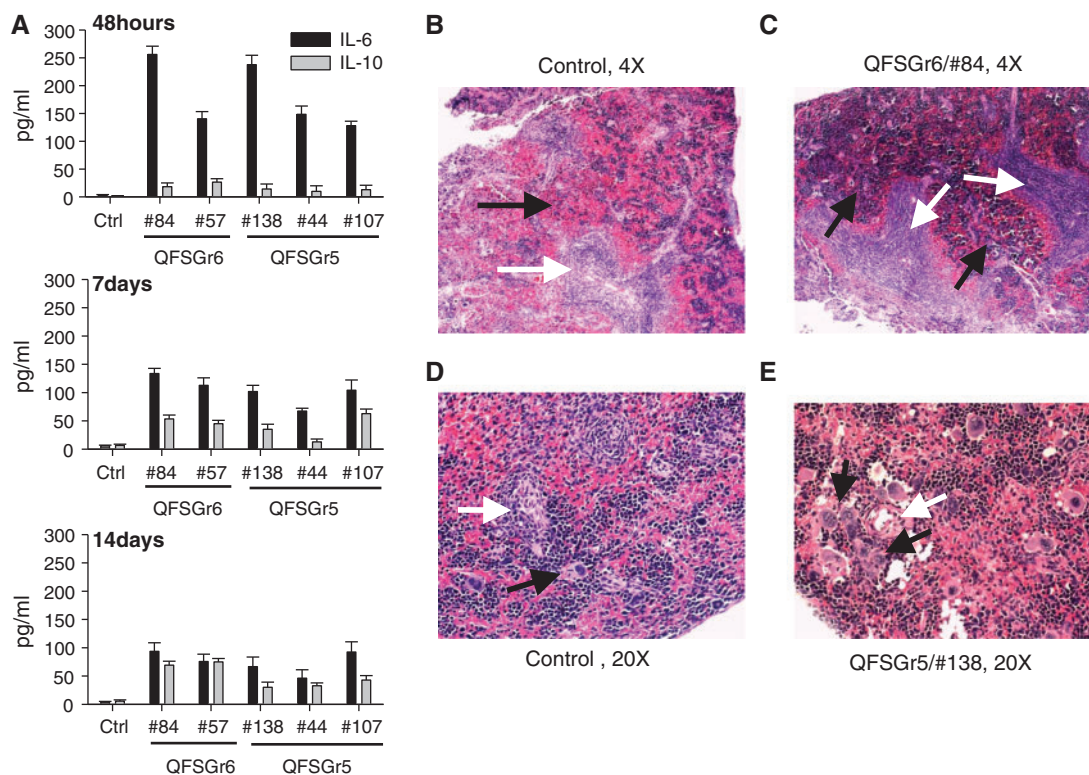 A
48hours
300
250
200
150
100
50
0
pg/ml
IL-6
IL-10
Ctrl #84 #57 #138 #44 #107
QFSGr6 QFSGr5
7days
300
250
200
150
100
50
0
pg/ml
Ctrl #84 #57 #138 #44 #107
QFSGr6 QFSGr5
14days
300
250
200
150
100
50
0
pg/ml
Ctrl #84 #57 #138 #44 #107
QFSGr6 QFSGr5
B
Control, 4X
C
QFSGr6/#84, 4X
D
Control , 20X
E
QFSGr5/#138, 20X